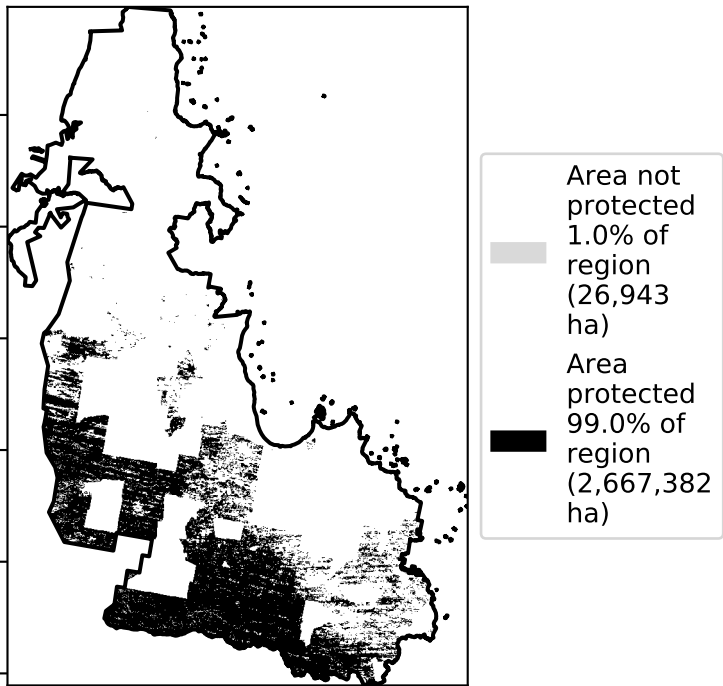 Area not
protected
1.0% of
region
(26,943
ha)
Area
protected
99.0% of
region
(2,667,382
ha)